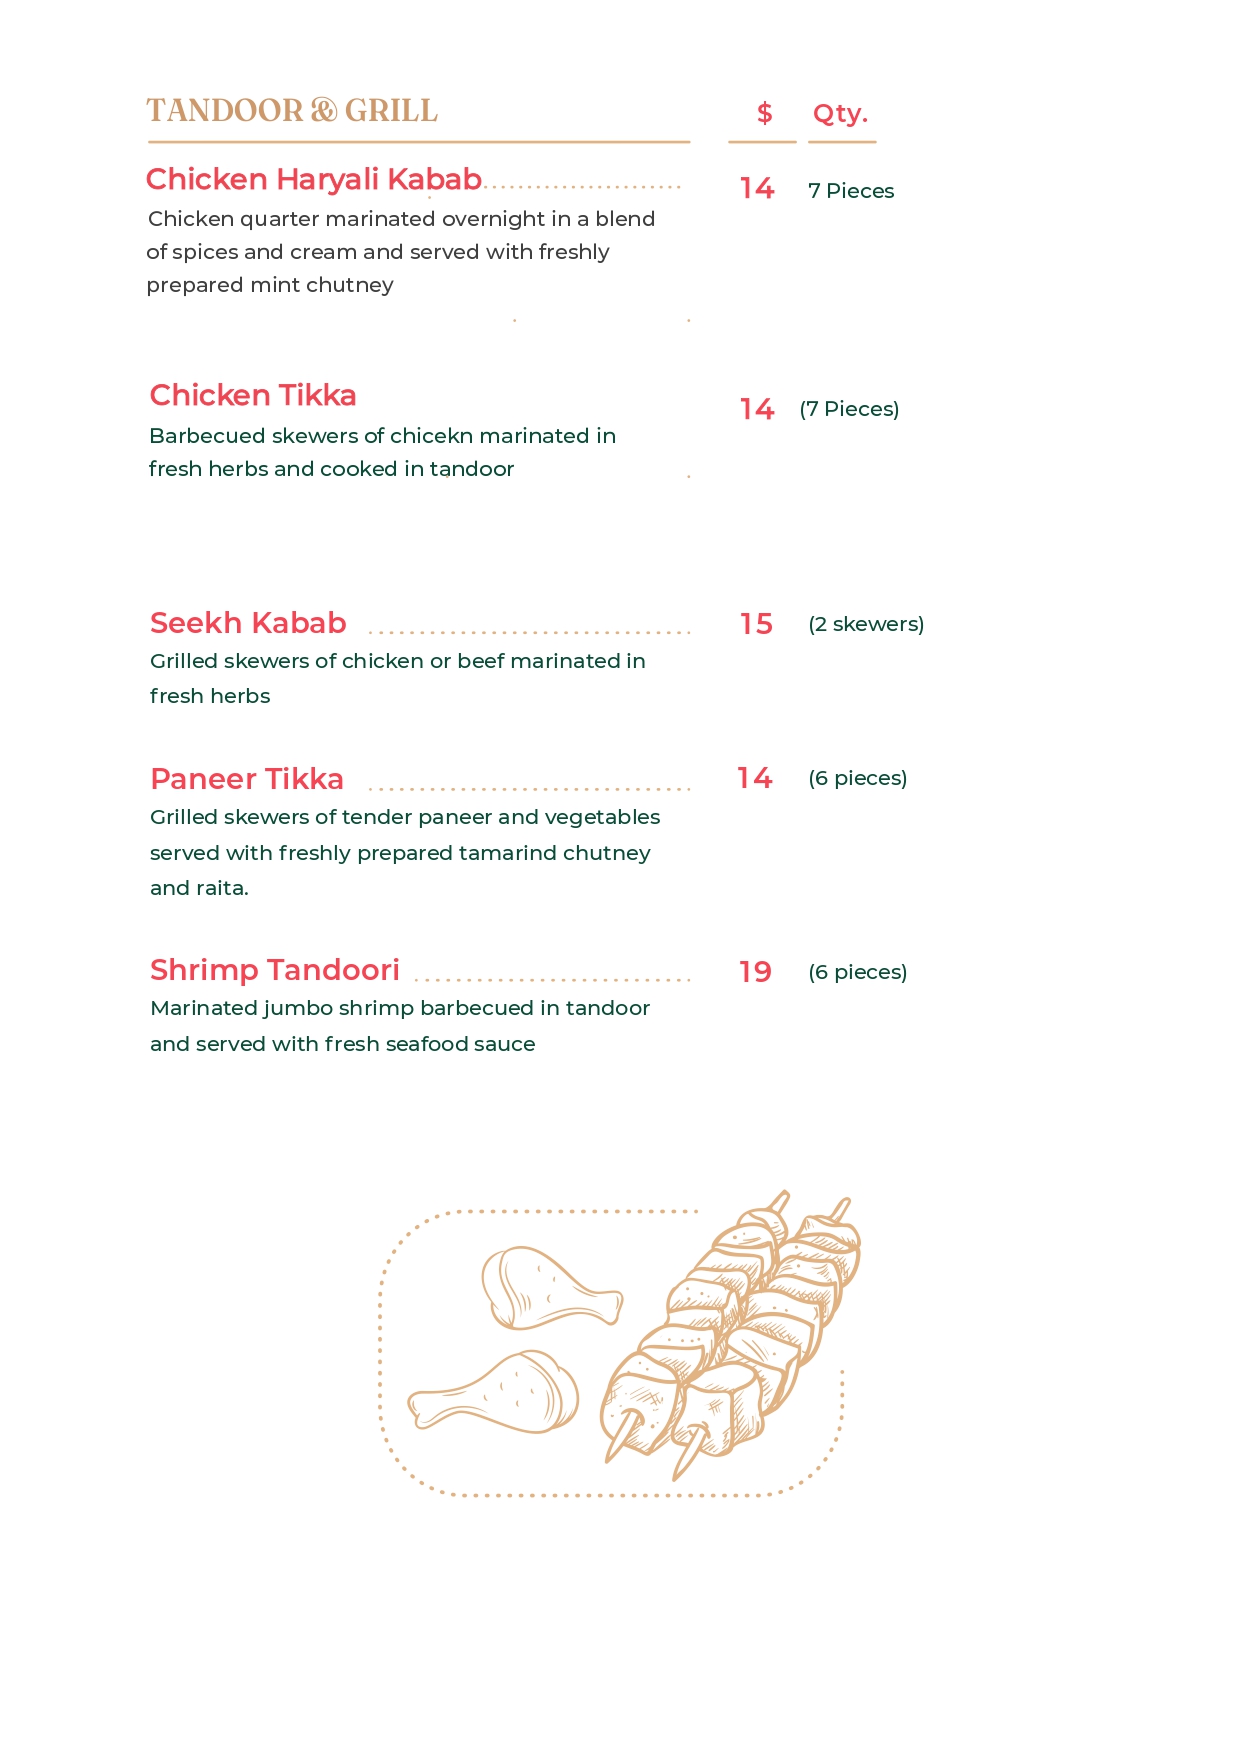 TANDOOR & GRILL $ Qty.
Chicken Haryali Kabab 14 7 Pieces
Chicken quarter marinated overnight in a blend
of spices and cream and served with freshly
prepared mint chutney
Chicken Tikka 14 (7 Pieces)
Barbecued skewers of chicekn marinated in
fresh herbs and cooked in tandoor
Seekh Kabab 15 (2 skewers)
Grilled skewers of chicken or beef marinated in
fresh herbs
Paneer Tikka 14 (6 pieces)
Grilled skewers of tender paneer and vegetables
served with freshly prepared tamarind chutney
and raita.
Shrimp Tandoori 19 (6 pieces)
Marinated jumbo shrimp barbecued in tandoor
and served with fresh seafood sauce